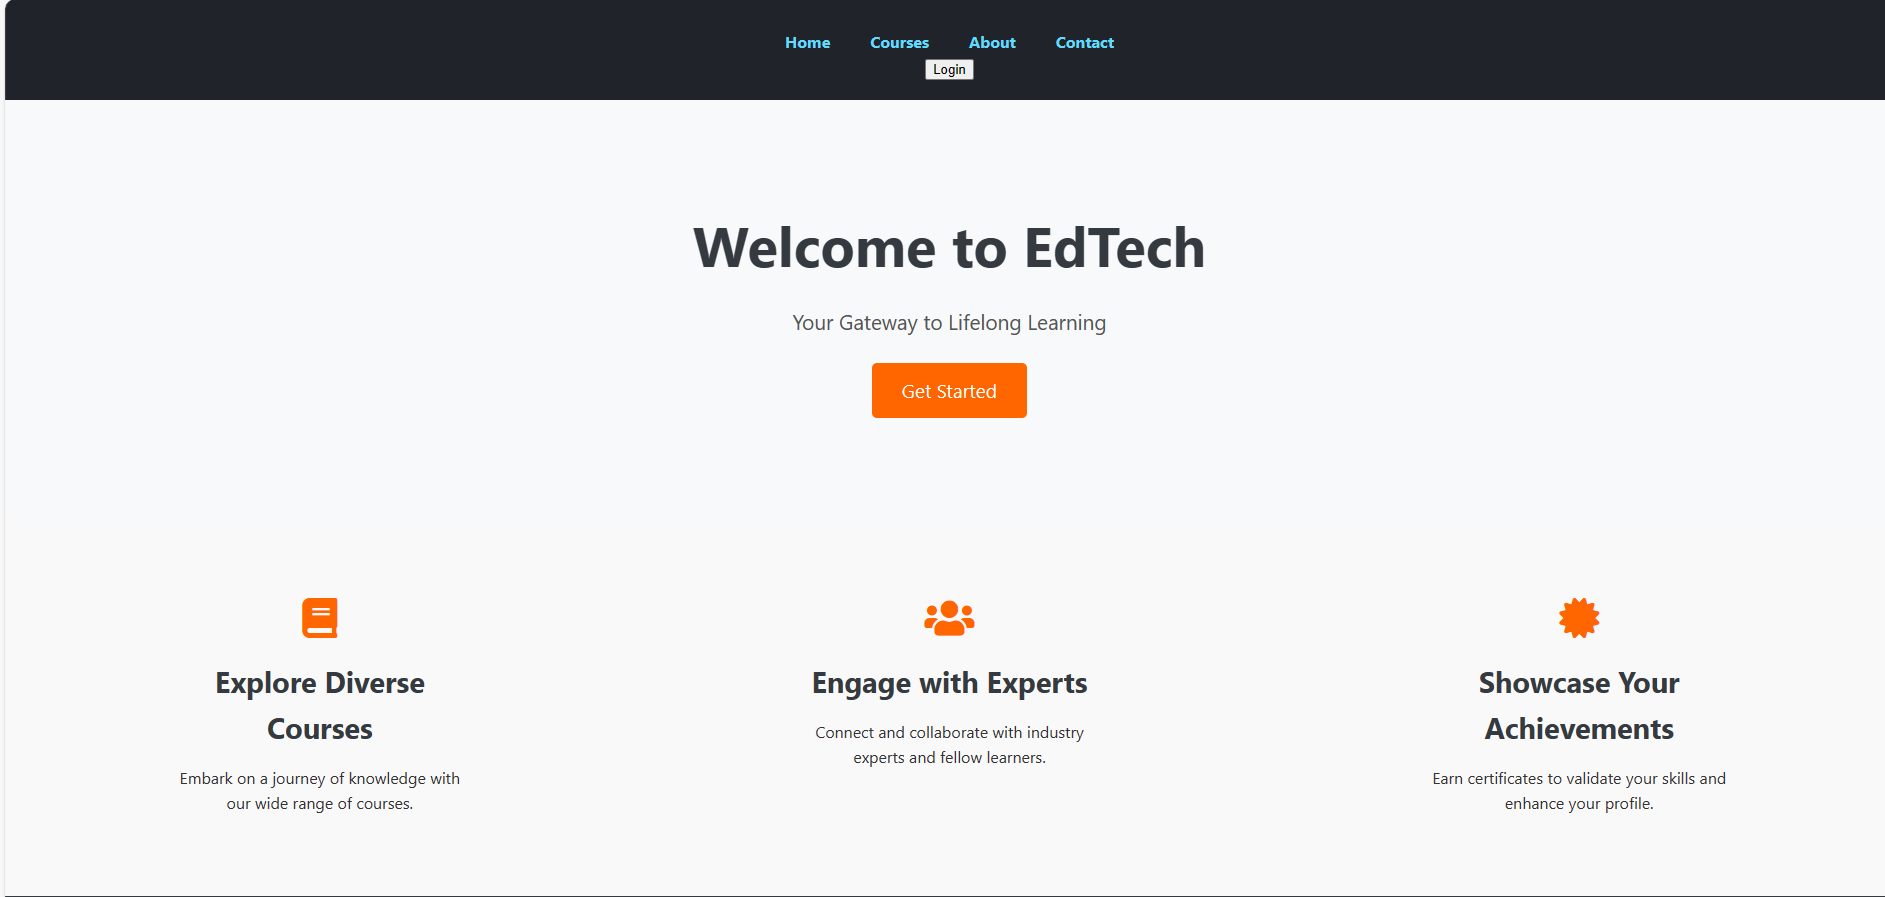 Home Courses About Contact
Login
Welcome to EdTech
Your Gateway to Lifelong Learning
Get Started
Explore Diverse
Courses
Embark on a journey of knowledge with
our wide range of courses.
Engage with Experts
Connect and collaborate with industry
experts and fellow learners.
Showcase Your
Achievements
Earn certificates to validate your skills and
enhance your profile.